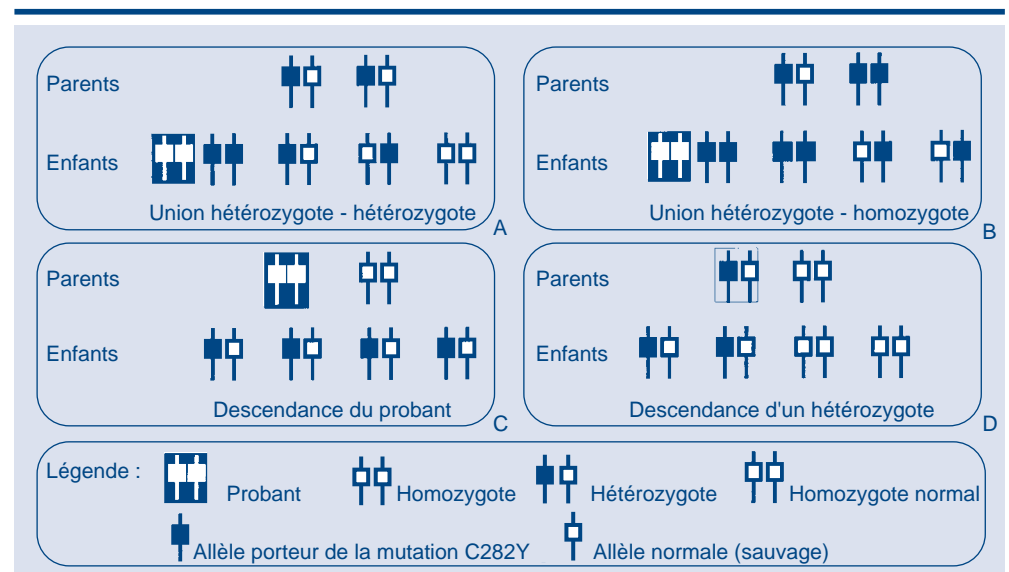 Parents
Enfants
Union hétérozygote - hétérozygote
A
Parents
Enfants
Union hétérozygote - homozygote
B
Parents
Enfants
Descendance du probant
C
Parents
Enfants
Descendance d'un hétérozygote
D
Légende :
Probant
Homozygote
Hétérozygote
Homozygote normal
Allèle porteur de la mutation C282Y
Allèle normale (sauvage)